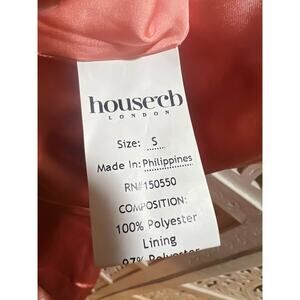 housecb
LONDON
Size: S
Made In: Philippines
RN#150550
COMPOSITION:
100% Polyester
Lining
97% Polyester